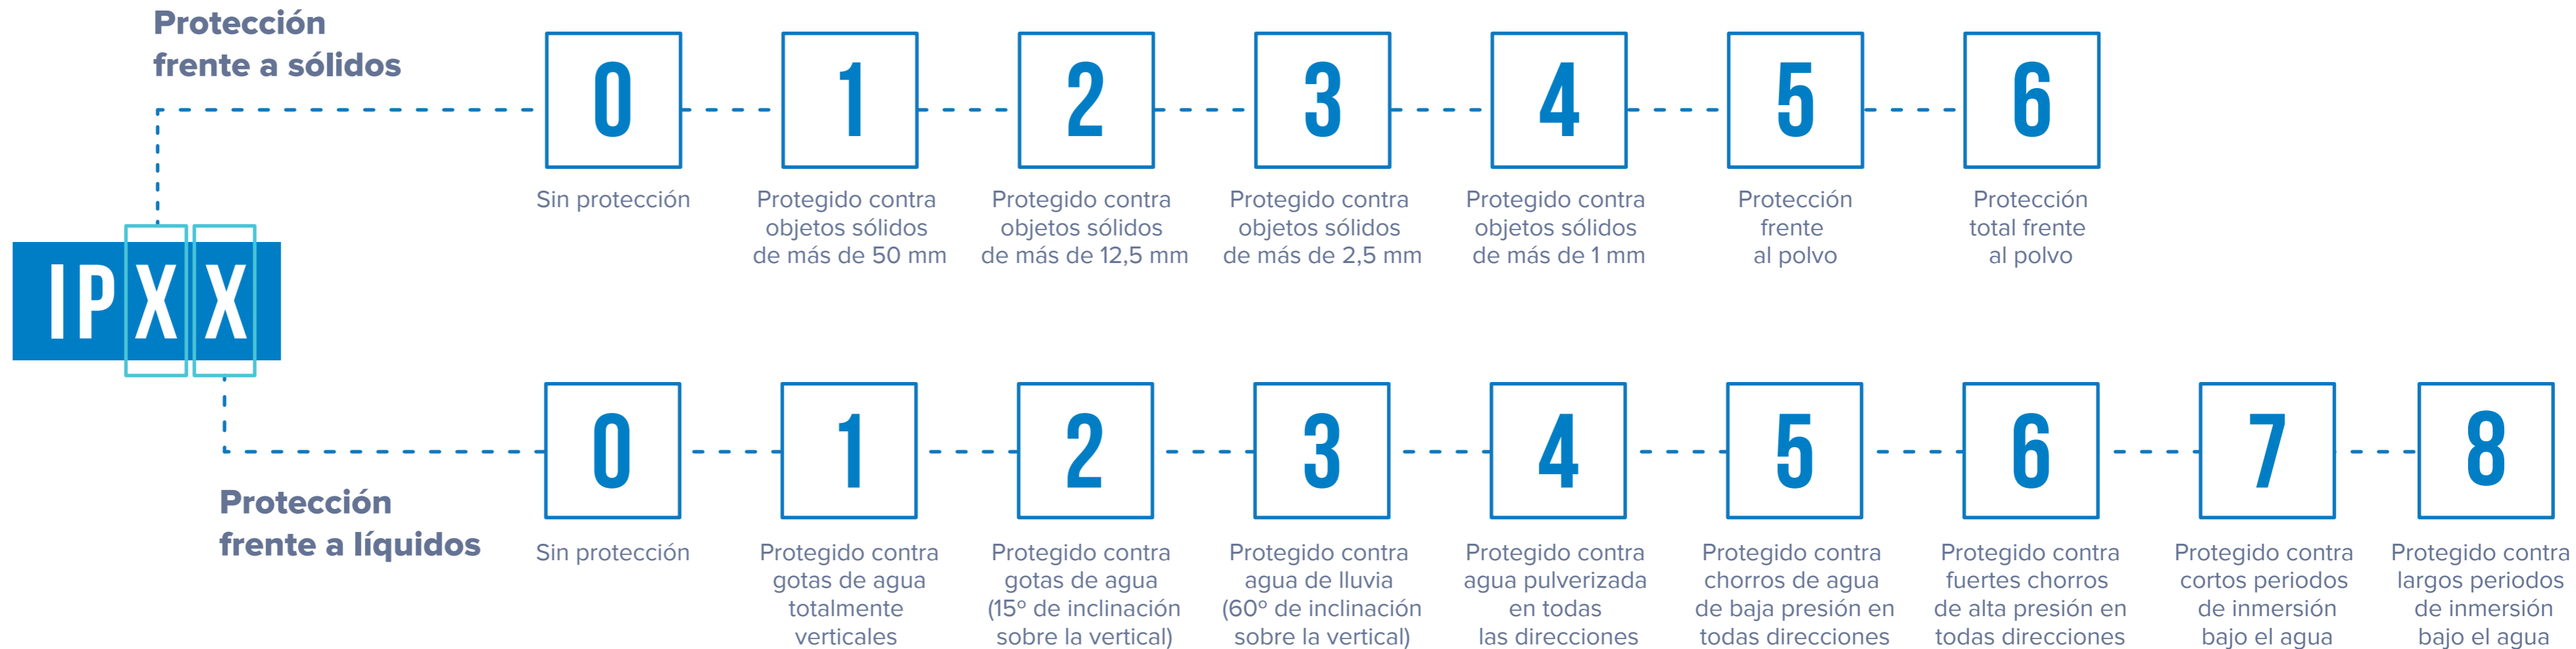 Protección
frente a sólidos
0
1
2
3
4
5
6
Sin protección
Protegido contra
objetos sólidos
de más de 50 mm
Protegido contra
objetos sólidos
de más de 12,5 mm
Protegido contra
objetos sólidos
de más de 2,5 mm
Protegido contra
objetos sólidos
de más de 1 mm
Protección
frente
al polvo
Protección
total frente
al polvo
IPXX
Protección
frente a líquidos
0
1
2
3
4
5
6
7
8
Sin protección
Protegido contra
gotas de agua
totalmente
verticales
Protegido contra
gotas de agua
(15º de inclinación
sobre la vertical)
Protegido contra
agua de lluvia
(60º de inclinación
sobre la vertical)
Protegido contra
agua pulverizada
en todas
las direcciones
Protegido contra
chorros de agua
de baja presión en
todas direcciones
Protegido contra
fuertes chorros
de alta presión en
todas direcciones
Protegido contra
cortos periodos
de inmersión
bajo el agua
Protegido contra
largos periodos
de inmersión
bajo el agua